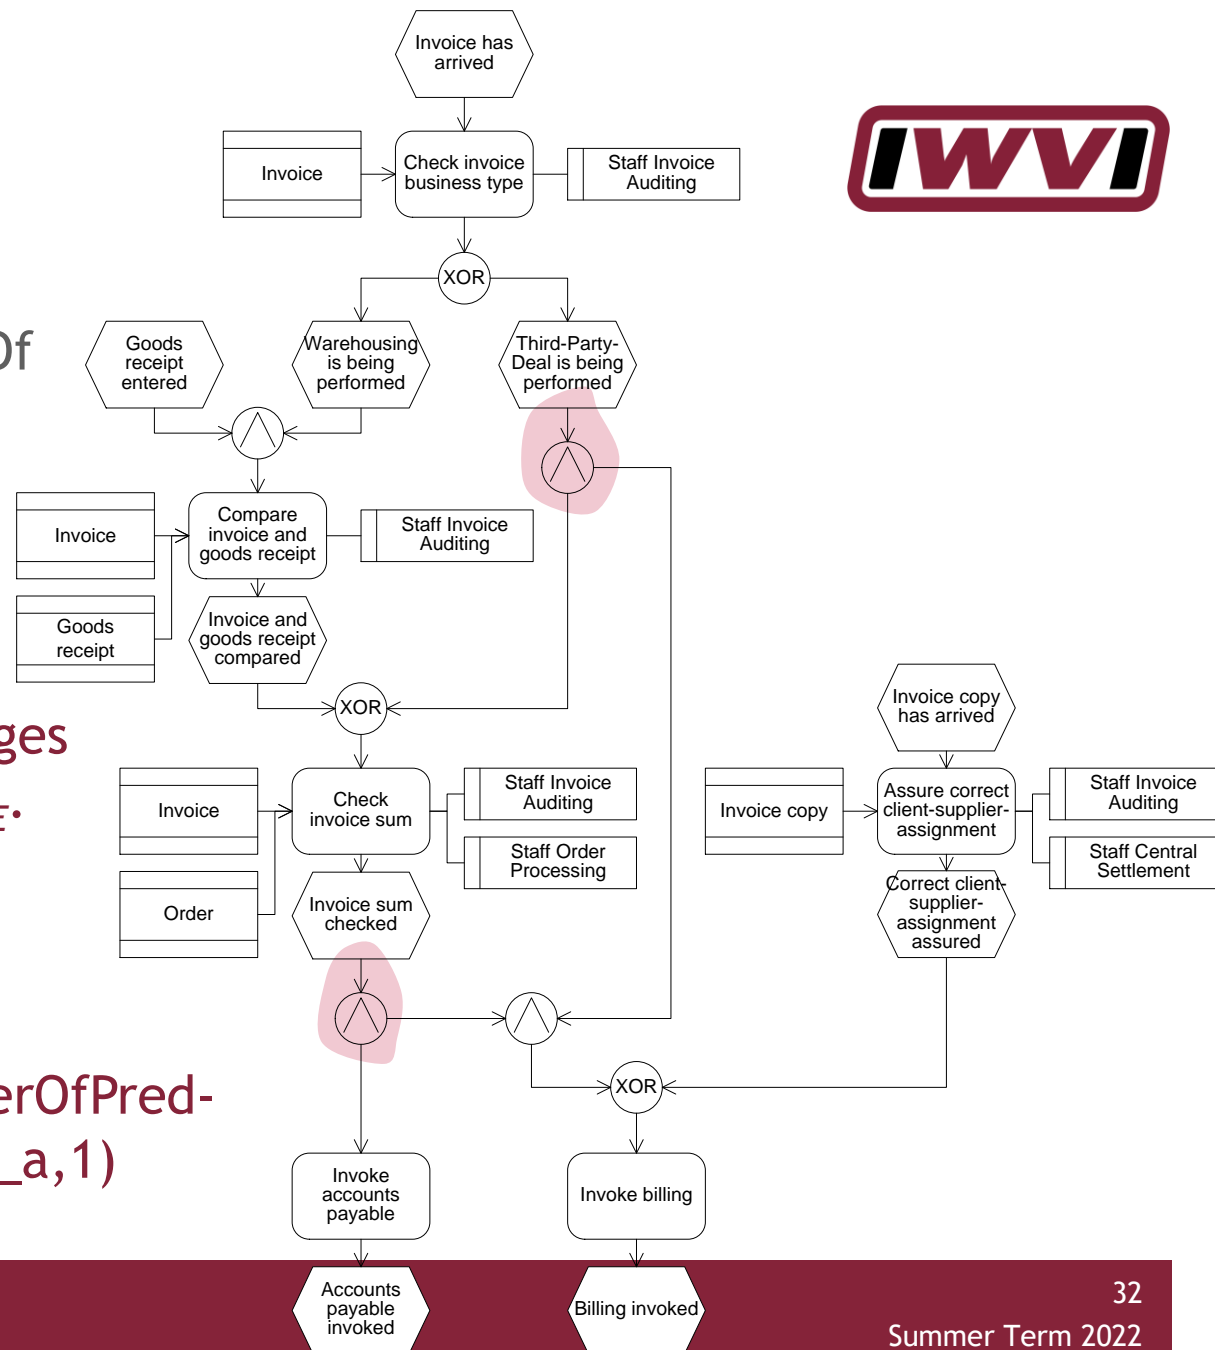 Invoice has
arrived
Invoice
Check invoice
business type
Staff Invoice
Auditing
IWVI
XOR
Of
Goods
receipt
entered
Warehousing
is being
performed
Third-Party-
Deal is being
performed
Invoice
Compare
invoice and
goods receipt
Staff Invoice
Auditing
Goods
receipt
Invoice and
goods receipt
compared
XOR
Invoice copy
has arrived
ges
E.
Invoice
Check
invoice sum
Staff Invoice
Auditing
Staff Order
Processing
Invoice copy
Assure correct
client-supplier-
assignment
Staff Invoice
Auditing
Staff Central
Settlement
Order
Invoice sum
checked
Correct client-
supplier-
assignment
assured
XOR
erOfPred-
_a,1)
Invoke
accounts
payable
Invoke billing
Accounts
payable
invoked
Billing invoked
32
Summer Term 2022